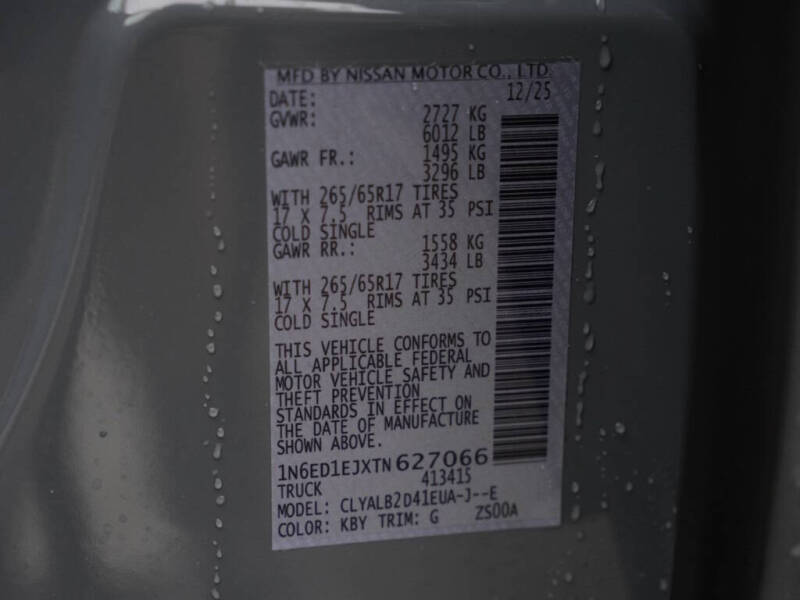 MFD BY NISSAN MOTOR CO., LTD.
DATE: 12/25
GVWR: 2727 KG
6012 LB
GAWR FR.: 1495 KG
3296 LB
WITH 265/65R17 TIRES
17 X 7.5 RIMS AT 35 PSI
COLD SINGLE
GAWR RR.: 1558 KG
3434 LB
WITH 265/65R17 TIRES
17 X 7.5 RIMS AT 35 PSI
COLD SINGLE
THIS VEHICLE CONFORMS TO
ALL APPLICABLE FEDERAL
MOTOR VEHICLE SAFETY AND
THEFT PREVENTION
STANDARDS IN EFFECT ON
THE DATE OF MANUFACTURE
SHOWN ABOVE.
1N6ED1EJXTN627066
TRUCK 413415
MODEL: CLYALB2D41EUA-J--E
COLOR: KBY TRIM: G ZS00A